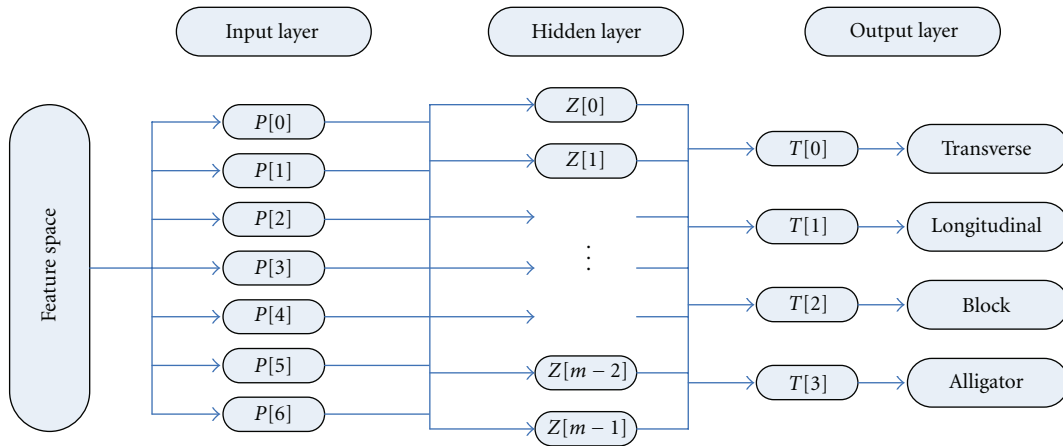 Input layer
Hidden layer
Output layer
Feature space
P[0]
P[1]
P[2]
P[3]
P[4]
P[5]
P[6]
Z[0]
Z[1]
⋮
Z[m − 2]
Z[m − 1]
T[0]
T[1]
T[2]
T[3]
Transverse
Longitudinal
Block
Alligator